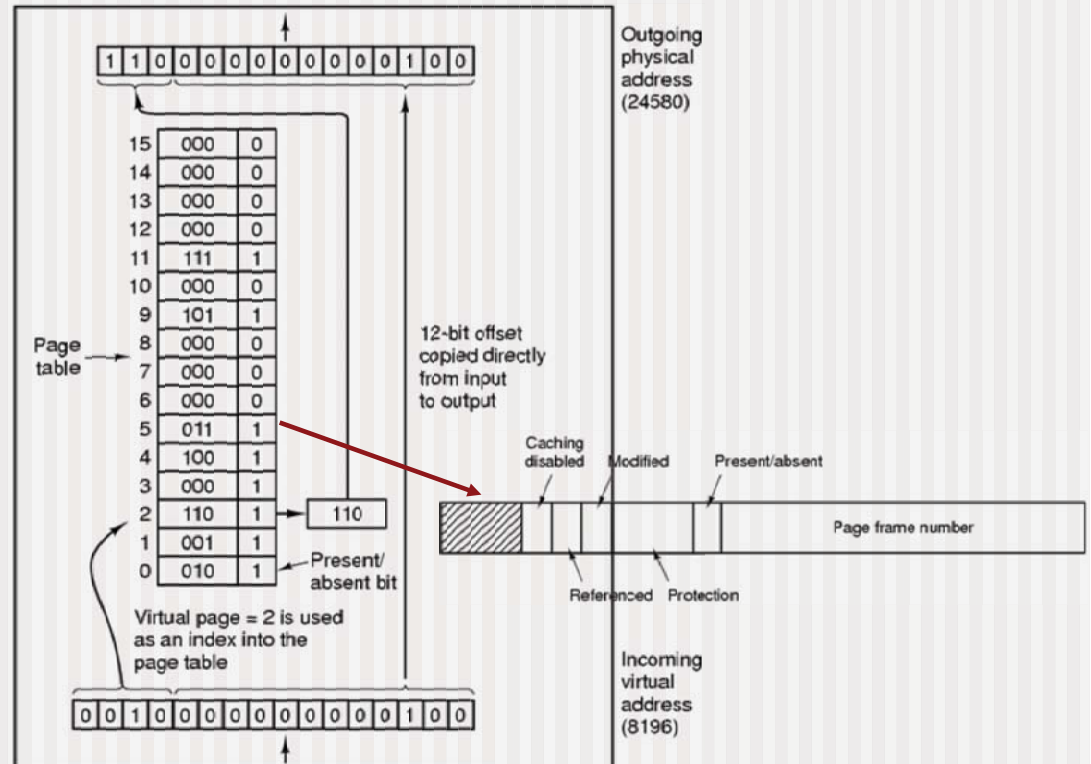 1 1 0 0 0 0 0 0 0 0 0 0 1 0 0
Outgoing
physical
address
(24580)
15 000 0
14 000 0
13 000 0
12 000 0
11 111 1
10 000 0
9 101 1
8 000 0
7 000 0
6 000 0
5 011 1
4 100 1
3 000 1
2 110 1
1 001 1
0 010 1
Page
table
110
Present/
absent bit
12-bit offset
copied directly
from input
to output
Caching
disabled
Modified
Present/absent
Page frame number
Referenced
Protection
Virtual page = 2 is used
as an index into the
page table
Incoming
virtual
address
(8196)
0 0 1 0 0 0 0 0 0 0 0 0 0 1 0 0